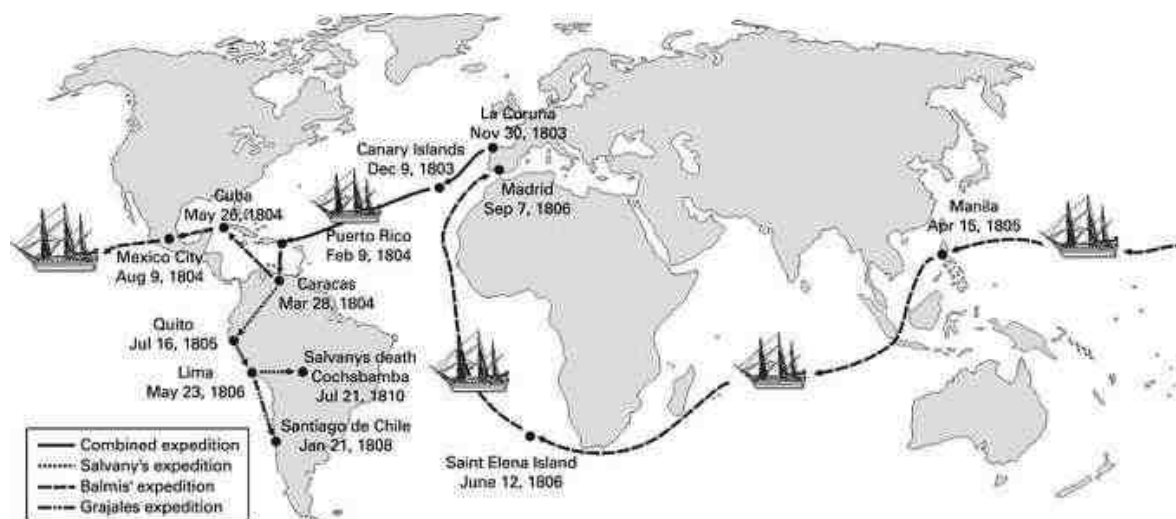 La Coruna
Nov 30, 1803
Canary Islands
Dec 9, 1803
Madrid
Sep 7, 1806
Cuba
May 26, 1804
Manila
Apr 15, 1805
Puerto Rico
Feb 9, 1804
Mexico City
Aug 9, 1804
Caracas
Mar 28, 1804
Quito
Jul 16, 1805
Salvanys death
Cochsbamba
Jul 21, 1810
Lima
May 23, 1806
Santiago de Chile
Jan 21, 1808
Saint Elena Island
June 12, 1806
Combined expedition
Salvany's expedition
Balmis' expedition
Grajales expedition